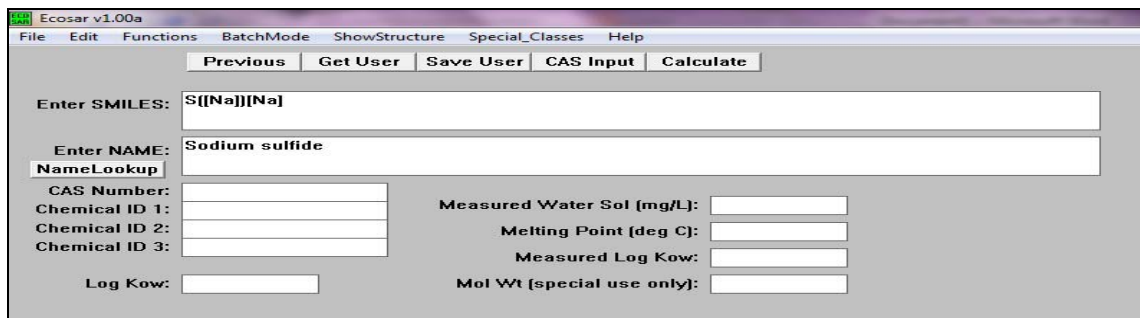 ECO SAR Ecosar v1.00a
File Edit Functions BatchMode ShowStructure Special_Classes Help
Previous Get User Save User CAS Input Calculate
Enter SMILES: S([Na])[Na]
Enter NAME: Sodium sulfide
NameLookup
CAS Number:
Chemical ID 1:
Chemical ID 2:
Chemical ID 3:
Log Kow:
Measured Water Sol (mg/L):
Melting Point (deg C):
Measured Log Kow:
Mol Wt (special use only):